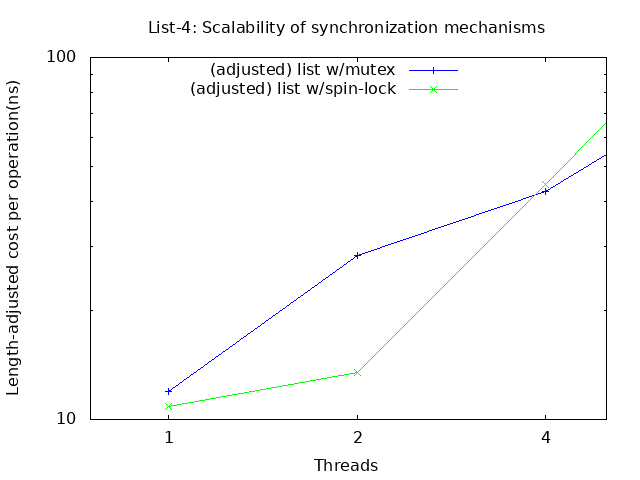 List-4: Scalability of synchronization mechanisms
100
(adjusted) list w/mutex
(adjusted) list w/spin-lock
Length-adjusted cost per operation(ns)
10
1 2 4
Threads